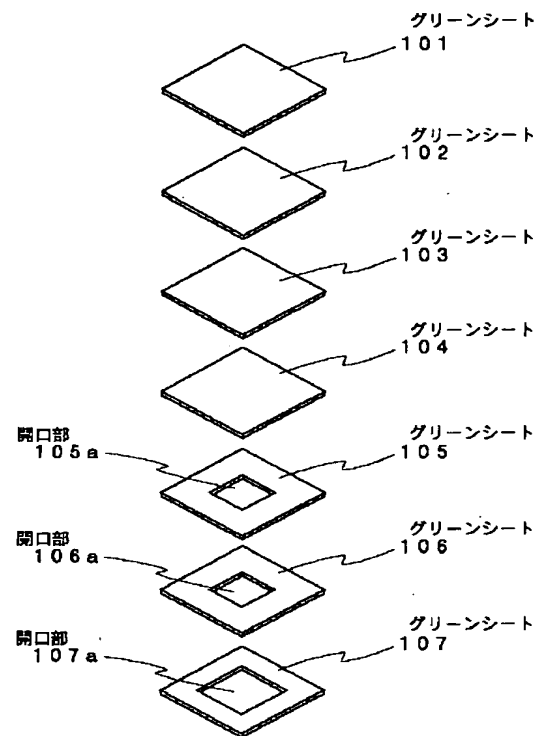 グリーンシート
１０１
グリーンシート
１０２
グリーンシート
１０３
グリーンシート
１０４
開口部
１０５ａ
グリーンシート
１０５
開口部
１０６ａ
グリーンシート
１０６
開口部
１０７ａ
グリーンシート
１０７